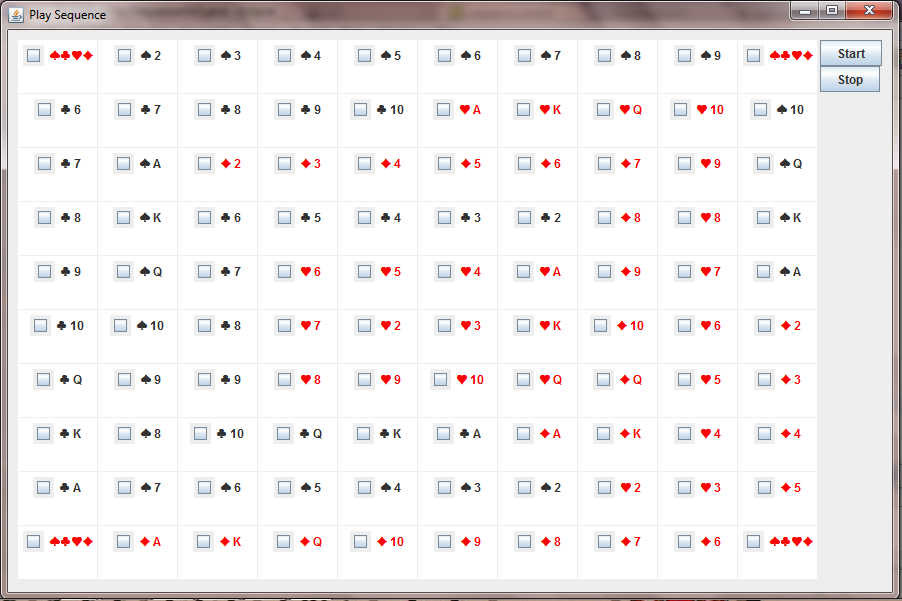 Play Sequence
♠♣♥♦ ♠2 ♠3 ♠4 ♠5 ♠6 ♠7 ♠8 ♠9 ♠♣♥♦ Start
Stop
♣6 ♣7 ♣8 ♣9 ♣10 ♥A ♥K ♥Q ♥10 ♠10
♣7 ♠A ♦2 ♦3 ♦4 ♦5 ♦6 ♦7 ♥9 ♠Q
♣8 ♠K ♣6 ♣5 ♣4 ♣3 ♣2 ♦8 ♥8 ♠K
♣9 ♠Q ♣7 ♥6 ♥5 ♥4 ♥A ♦9 ♥7 ♠A
♣10 ♠10 ♣8 ♥7 ♥2 ♥3 ♥K ♦10 ♥6 ♦2
♣Q ♠9 ♣9 ♥8 ♥9 ♥10 ♥Q ♦Q ♥5 ♦3
♣K ♠8 ♣10 ♣Q ♣K ♣A ♦A ♦K ♥4 ♦4
♣A ♠7 ♠6 ♠5 ♠4 ♠3 ♠2 ♥2 ♥3 ♦5
♠♣♥♦ ♦A ♦K ♦Q ♦10 ♦9 ♦8 ♦7 ♦6 ♠♣♥♦